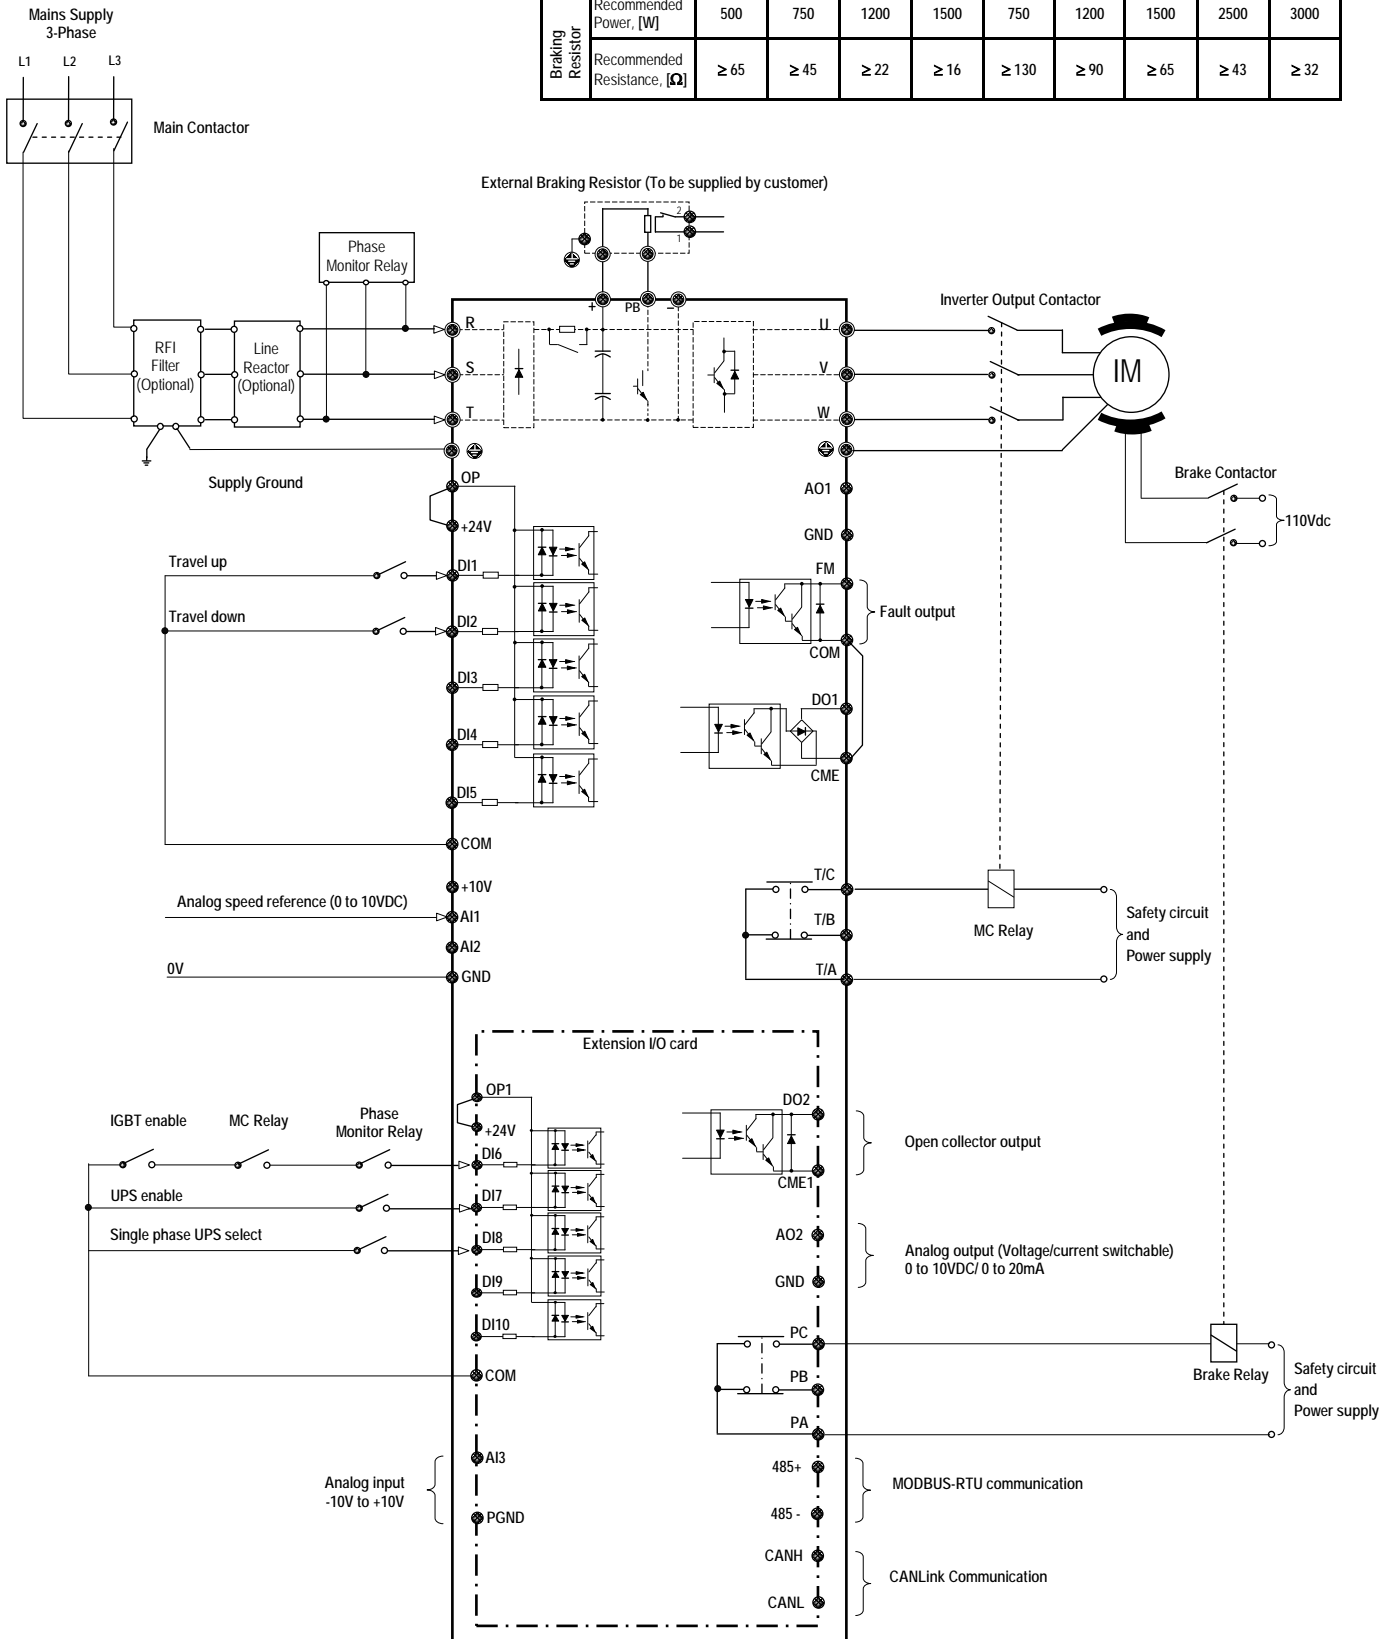 Mains Supply
3-Phase
L1 L2 L3
Main Contactor
Braking
Resistor
Recommended
Power, [W]
500 750 1200 1500 750 1200 1500 2500 3000
Recommended
Resistance, [Ω]
≥ 65 ≥ 45 ≥ 22 ≥ 16 ≥ 130 ≥ 90 ≥ 65 ≥ 43 ≥ 32
External Braking Resistor (To be supplied by customer)
2
1
Phase
Monitor Relay
+ PB –
Inverter Output Contactor
RFI
Filter
(Optional)
Line
Reactor
(Optional)
R
S
T
U
V
W
IM
Supply Ground
Brake Contactor
110Vdc
OP
+24V
Travel up
DI1
Travel down
DI2
DI3
DI4
DI5
COM
+10V
Analog speed reference (0 to 10VDC)
AI1
AI2
0V
GND
AO1
GND
FM
Fault output
COM
DO1
CME
T/C
T/B
T/A
MC Relay
Safety circuit
and
Power supply
Extension I/O card
OP1
+24V
IGBT enable
MC Relay
Phase
Monitor Relay
DI6
UPS enable
DI7
Single phase UPS select
DI8
DI9
DI10
COM
Analog input
-10V to +10V
AI3
PGND
DO2
Open collector output
CME1
AO2
Analog output (Voltage/current switchable)
0 to 10VDC/ 0 to 20mA
GND
PC
PB
PA
Brake Relay
Safety circuit
and
Power supply
485+
MODBUS-RTU communication
485 -
CANH
CANLink Communication
CANL